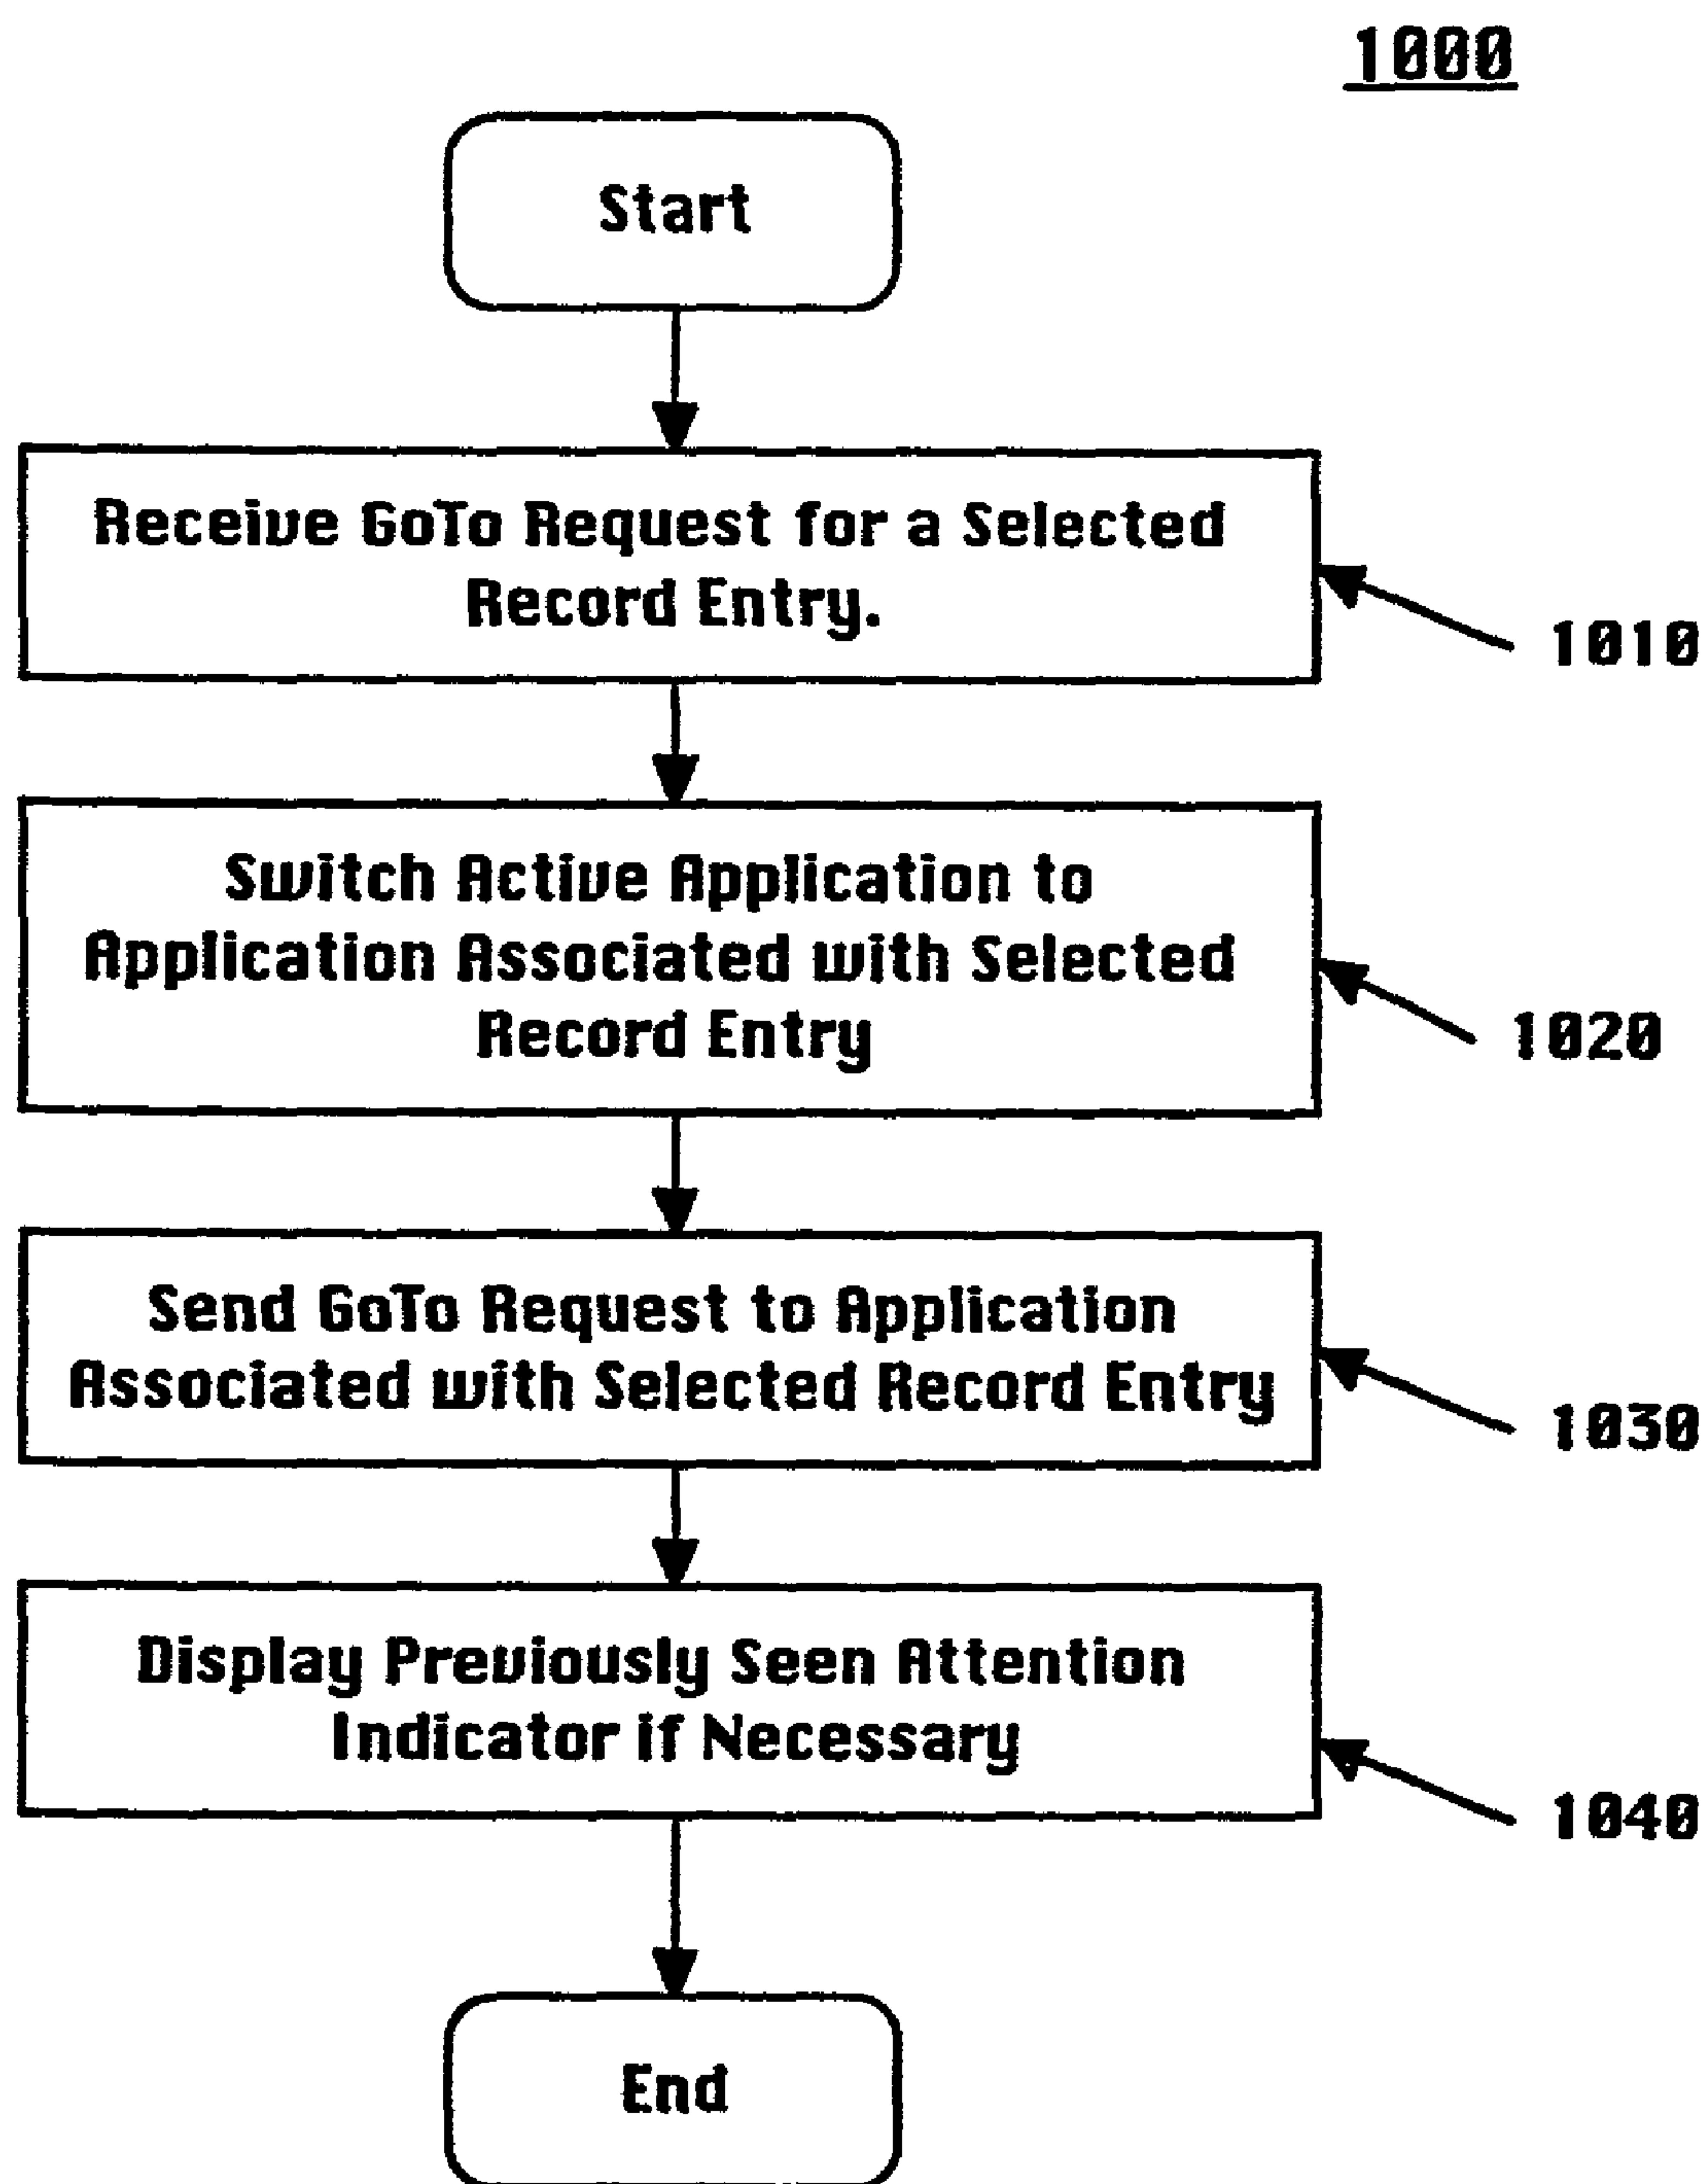 1000
Start
Receive GoTo Request for a Selected
Record Entry.
1010
Switch Active Application to
Application Associated with Selected
Record Entry
1020
Send GoTo Request to Application
Associated with Selected Record Entry
1030
Display Previously Seen Attention
Indicator if Necessary
1040
End